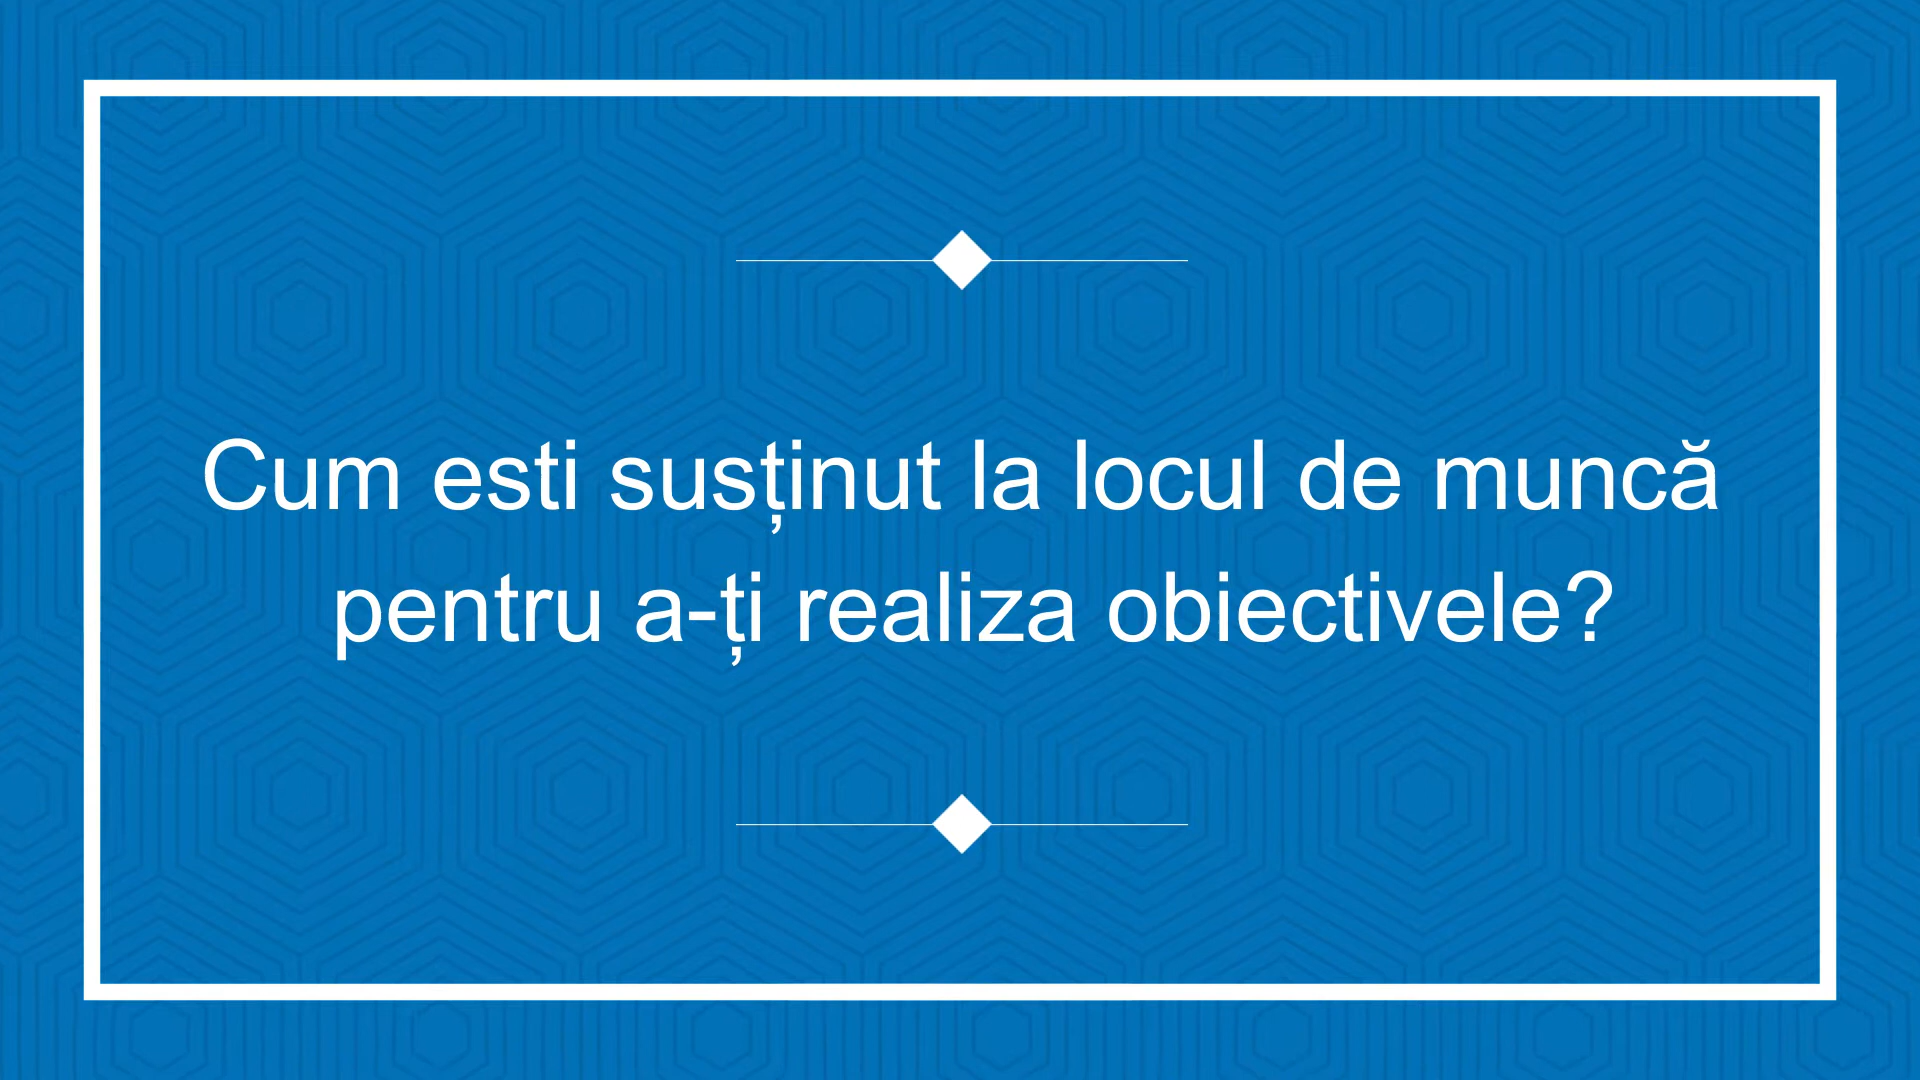 Cum esti susținut la locul de muncă
pentru a-ți realiza obiectivele?